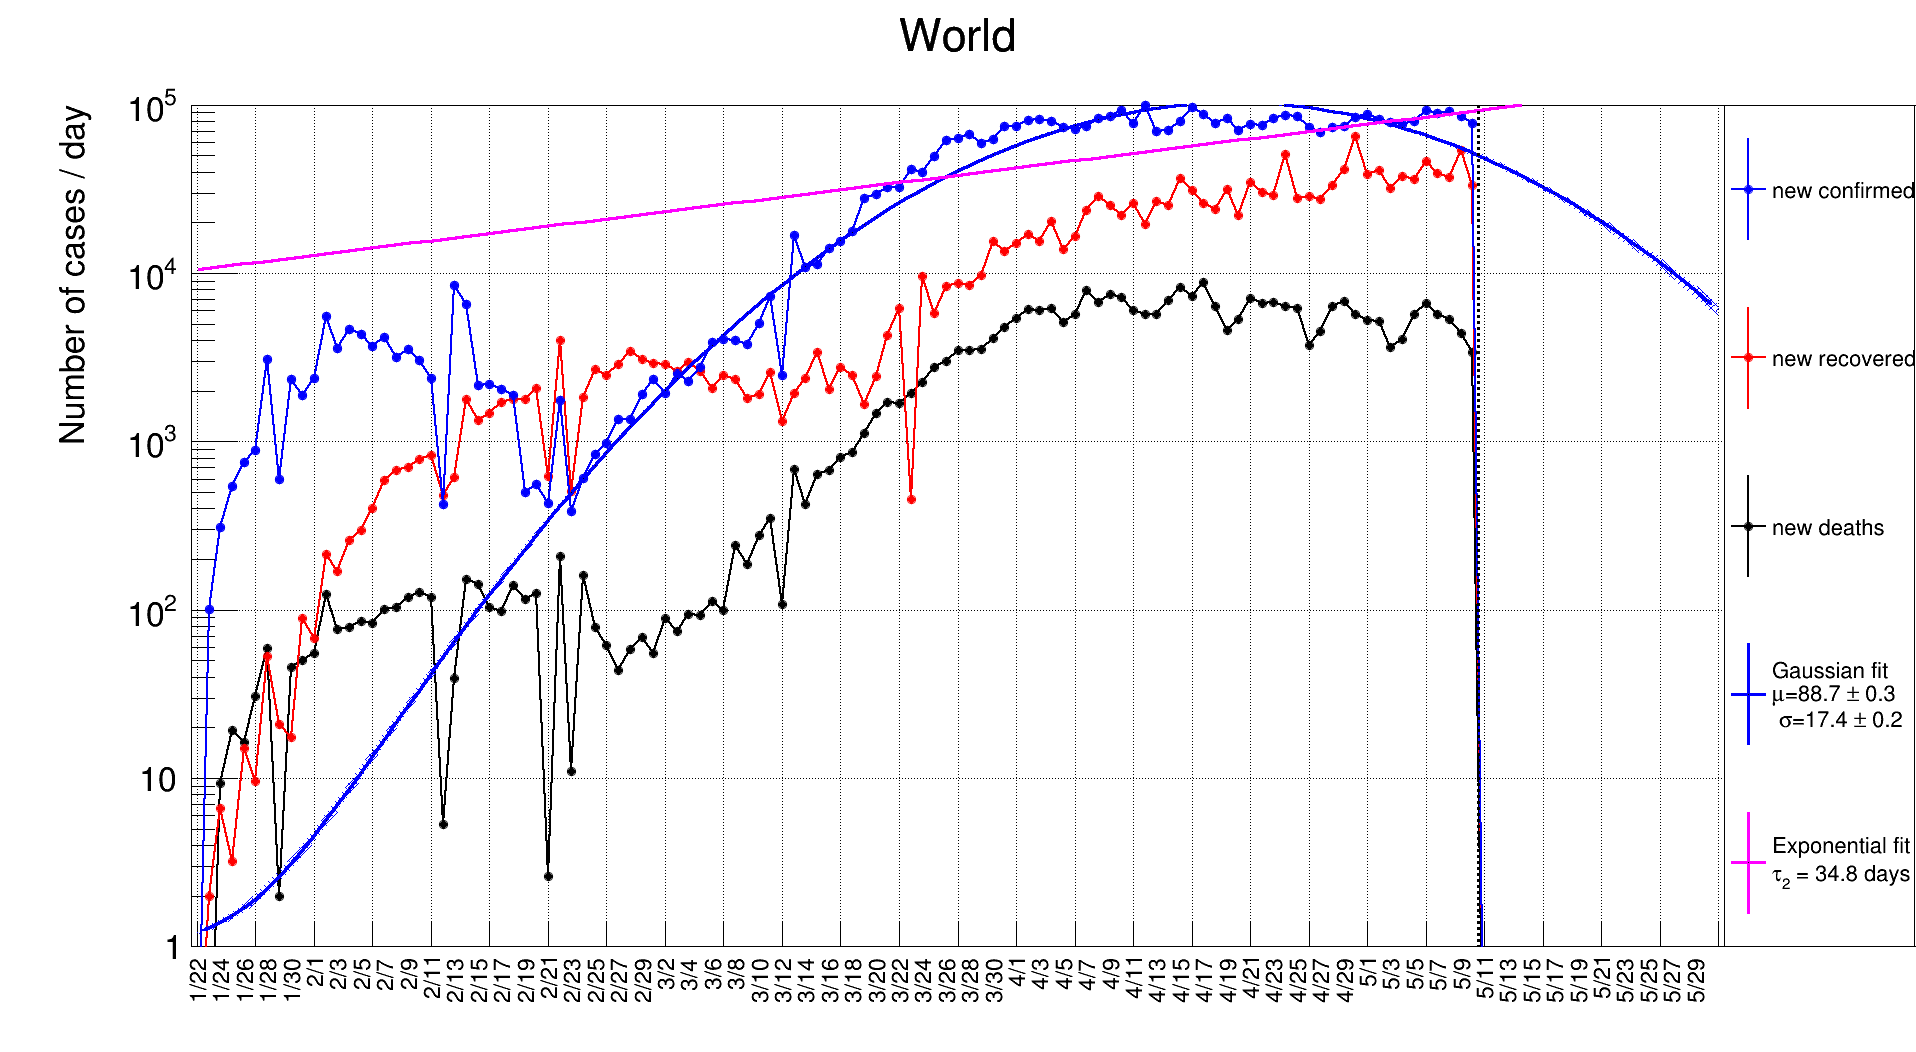 World
Number of cases / day
10^5
10^4
10^3
10^2
10
1
1/22 1/24 1/26 1/28 1/30 2/1 2/3 2/5 2/7 2/9 2/11 2/13 2/15 2/17 2/19 2/21 2/23 2/25 2/27 2/29 3/2 3/4 3/6 3/8 3/10 3/12 3/14 3/16 3/18 3/20 3/22 3/24 3/26 3/28 3/30 4/1 4/3 4/5 4/7 4/9 4/11 4/13 4/15 4/17 4/19 4/21 4/23 4/25 4/27 4/29 5/1 5/3 5/5 5/7 5/9 5/11 5/13 5/15 5/17 5/19 5/21 5/23 5/25 5/27 5/29
new confirmed
new recovered
new deaths
Gaussian fit
μ=88.7 ± 0.3
σ=17.4 ± 0.2
Exponential fit
τ₂ = 34.8 days